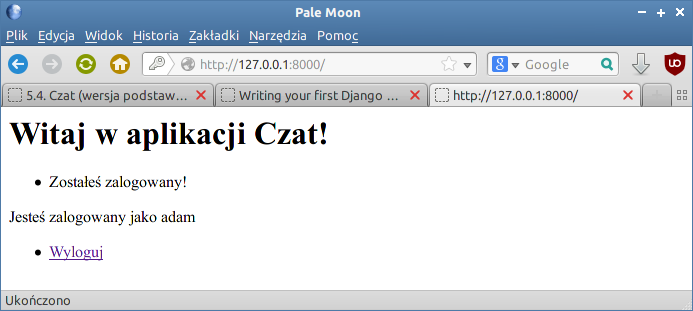 Pale Moon
Plik Edycja Widok Historia Zakładki Narzędzia Pomoc
http://127.0.0.1:8000/ Google
5.4. Czat (wersja podstaw… Writing your first Django … http://127.0.0.1:8000/
Witaj w aplikacji Czat!
Zostałeś zalogowany!
Jesteś zalogowany jako adam
Wyloguj
Ukończono